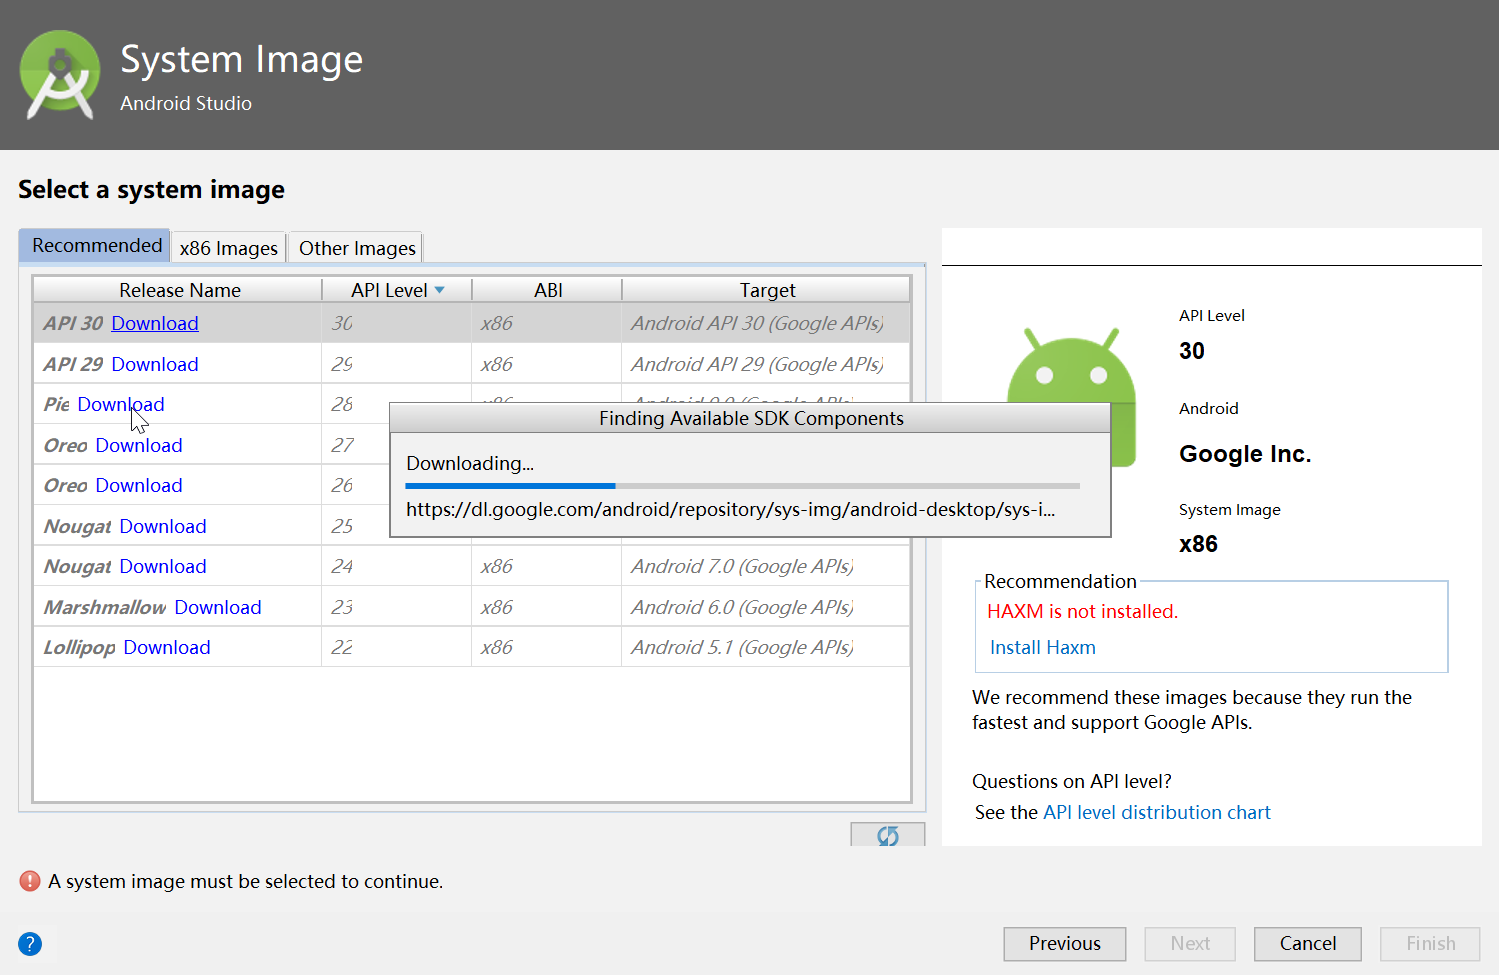 System Image
Android Studio
Select a system image
Recommended x86 Images Other Images
Release Name API Level ABI Target
API 30 Download 30 x86 Android API 30 (Google APIs)
API 29 Download 29 x86 Android API 29 (Google APIs)
Pie Download 28
Oreo Download 27
Oreo Download 26
Nougat Download 25
Nougat Download 24 x86 Android 7.0 (Google APIs)
Marshmallow Download 23 x86 Android 6.0 (Google APIs)
Lollipop Download 22 x86 Android 5.1 (Google APIs)
Finding Available SDK Components
Downloading...
https://dl.google.com/android/repository/sys-img/android-desktop/sys-i...
API Level
30
Android
Google Inc.
System Image
x86
Recommendation
HAXM is not installed.
Install Haxm
We recommend these images because they run the
fastest and support Google APIs.
Questions on API level?
See the API level distribution chart
A system image must be selected to continue.
? Previous Next Cancel Finish